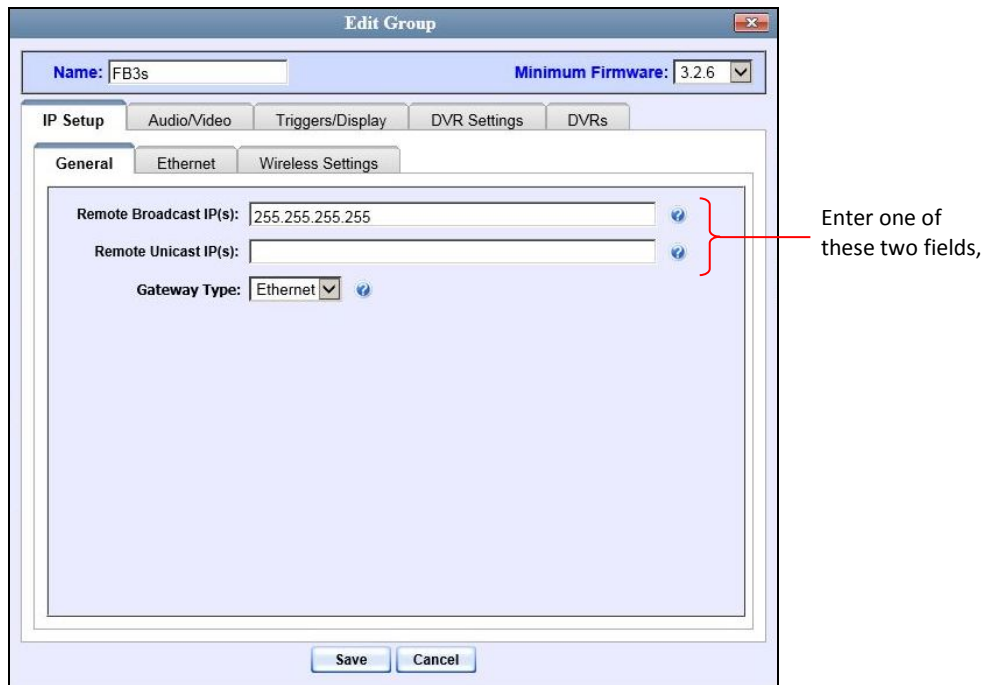 Edit Group
Name: FB3s Minimum Firmware: 3.2.6
IP Setup Audio/Video Triggers/Display DVR Settings DVRs
General Ethernet Wireless Settings
Remote Broadcast IP(s): 255.255.255.255
Remote Unicast IP(s):
Gateway Type: Ethernet
Enter one of
these two fields,
Save Cancel